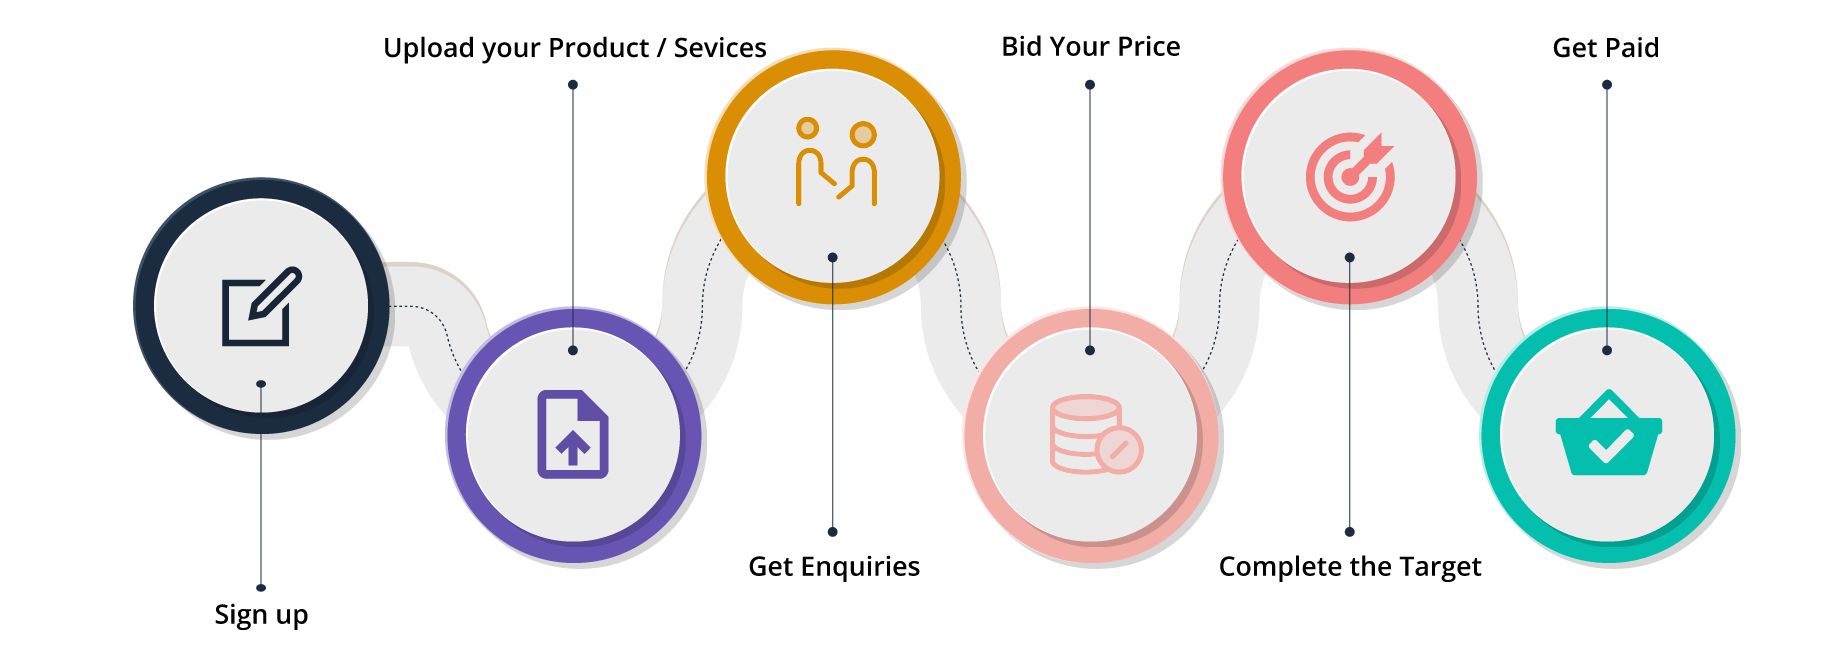 Sign up
Upload your Product / Sevices
Get Enquiries
Bid Your Price
Complete the Target
Get Paid